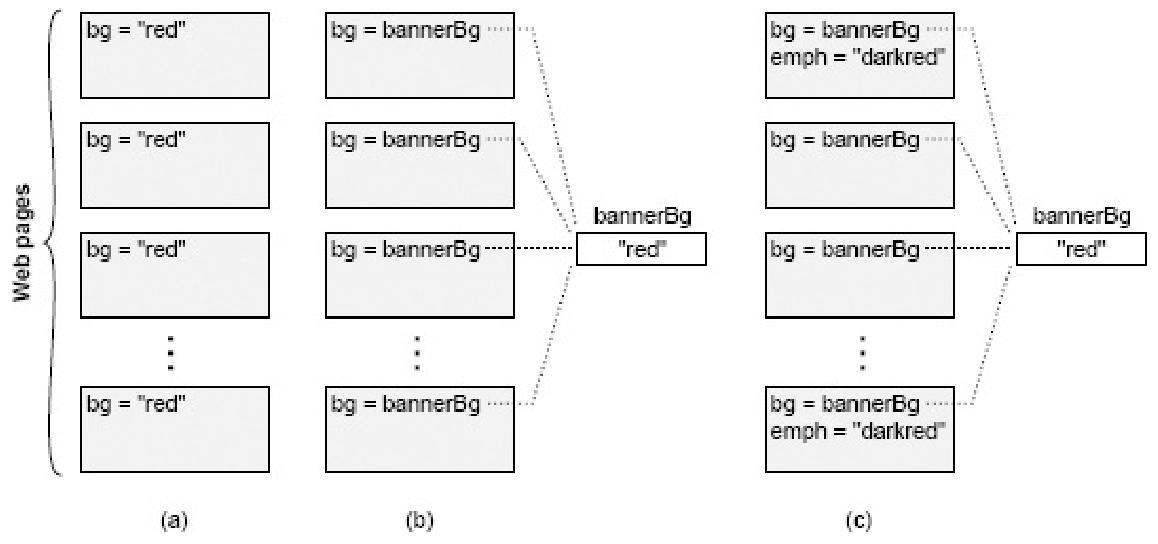 Web pages
bg = "red"
bg = "red"
bg = "red"
bg = "red"
(a)
bg = bannerBg
bg = bannerBg
bg = bannerBg
bg = bannerBg
bannerBg
"red"
(b)
bg = bannerBg
emph = "darkred"
bg = bannerBg
bg = bannerBg
bg = bannerBg
emph = "darkred"
bannerBg
"red"
(c)